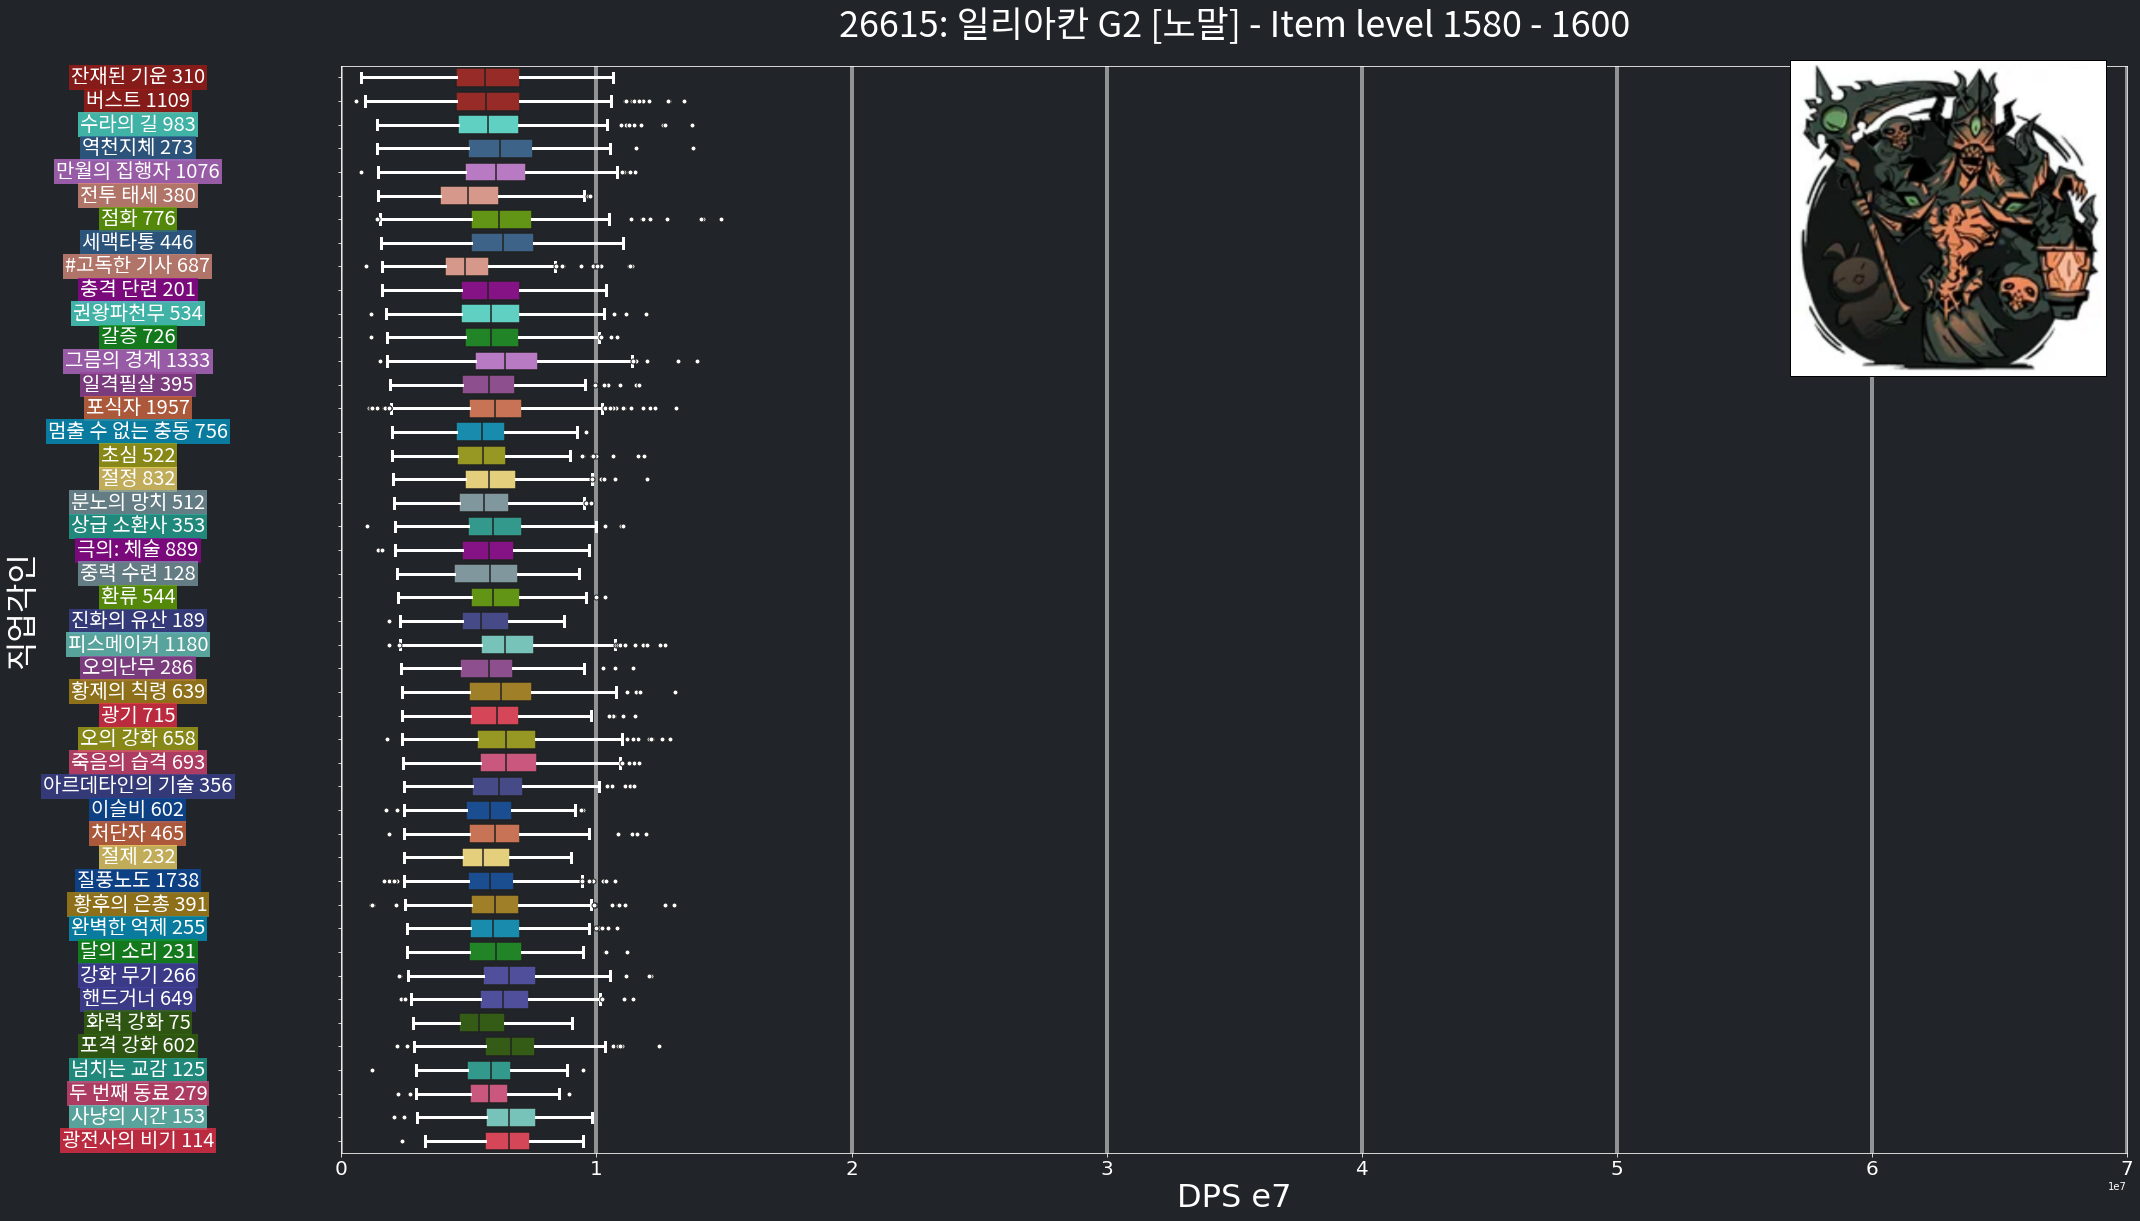 26615: 일리아칸 G2 [노말] - Item level 1580 - 1600
잔재된 기운 310
버스트 1109
수라의 길 983
역천지체 273
만월의 집행자 1076
전투 태세 380
점화 776
세맥타통 446
#고독한 기사 687
충격 단련 201
권왕파천무 534
갈증 726
그믐의 경계 1333
일격필살 395
포식자 1957
멈출 수 없는 충동 756
초심 522
절정 832
분노의 망치 512
상급 소환사 353
극의: 체술 889
중력 수련 128
환류 544
진화의 유산 189
피스메이커 1180
오의난무 286
황제의 칙령 639
광기 715
오의 강화 658
죽음의 습격 693
아르데타인의 기술 356
이슬비 602
처단자 465
절제 232
질풍노도 1738
황후의 은총 391
완벽한 억제 255
달의 소리 231
강화 무기 266
핸드거너 649
화력 강화 75
포격 강화 602
넘치는 교감 125
두 번째 동료 279
사냥의 시간 153
광전사의 비기 114
직업각인
0 1 2 3 4 5 6 7
1e7
DPS e7